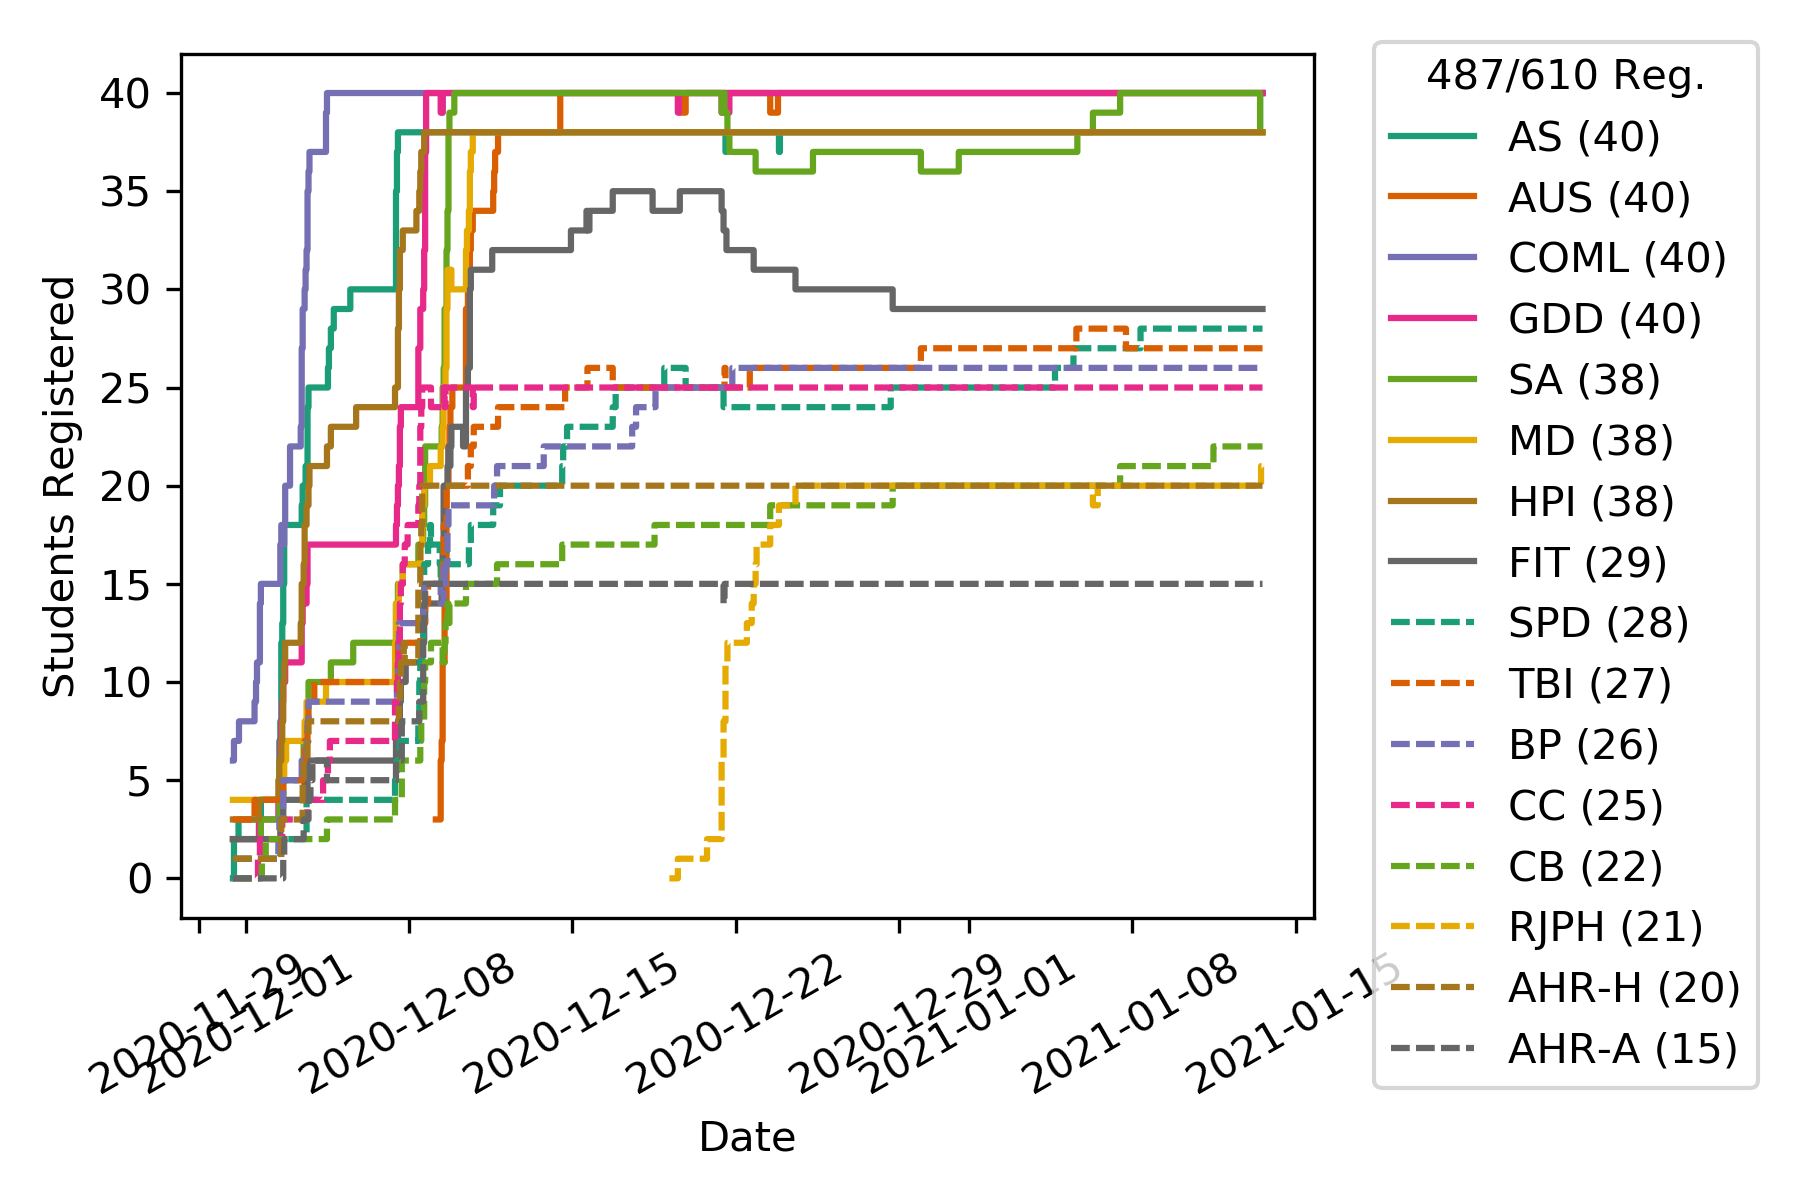 40
35
30
25
20
15
10
5
0
Students Registered
2020-11-29
2020-12-01
2020-12-08
2020-12-15
2020-12-22
2020-12-29
2021-01-01
2021-01-08
2021-01-15
Date
487/610 Reg.
AS (40)
AUS (40)
COML (40)
GDD (40)
SA (38)
MD (38)
HPI (38)
FIT (29)
SPD (28)
TBI (27)
BP (26)
CC (25)
CB (22)
RJPH (21)
AHR-H (20)
AHR-A (15)